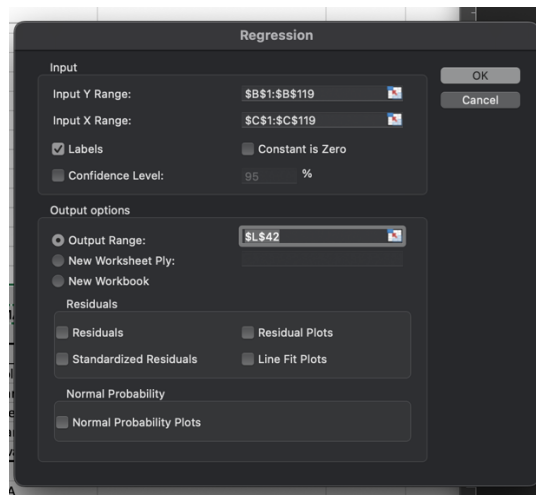 Regression
Input
OK
Input Y Range: $B$1:$B$119
Cancel
Input X Range: $C$1:$C$119
Labels Constant is Zero
Confidence Level: 95 %
Output options
Output Range: $L$42
New Worksheet Ply:
New Workbook
Residuals
Residuals Residual Plots
Standardized Residuals Line Fit Plots
Normal Probability
Normal Probability Plots